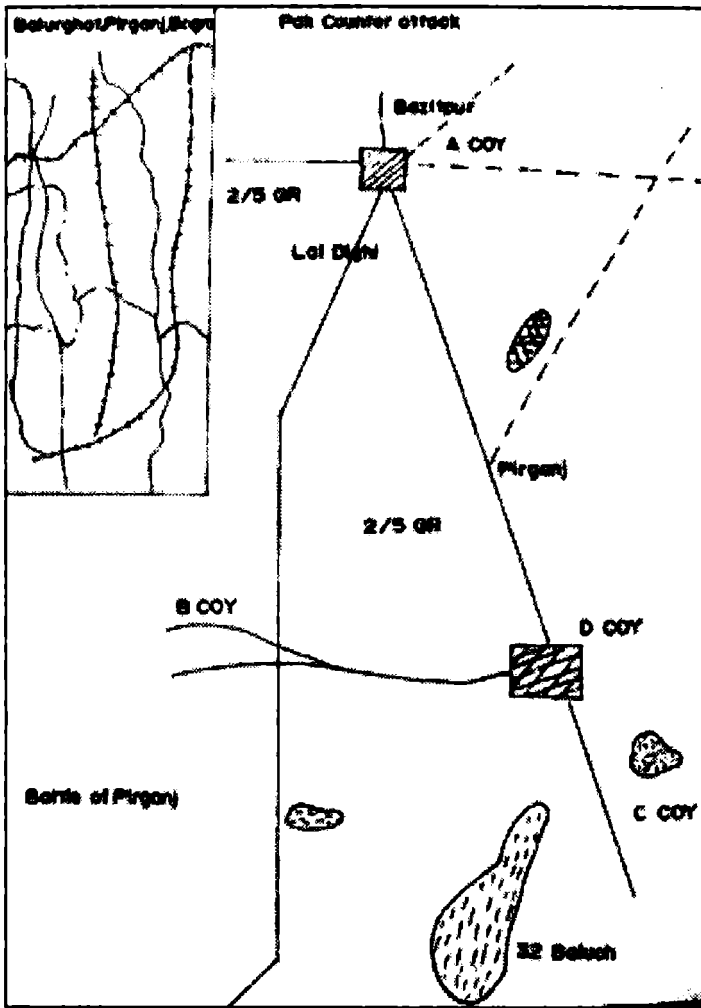 Balurghat, Pirganj, Bogra
Pak Counter attack
Bazitpur
A COY
2/5 GR
Lal Dighi
Pirganj
2/5 GR
B COY
D COY
Battle of Pirganj
C COY
32 Baluch